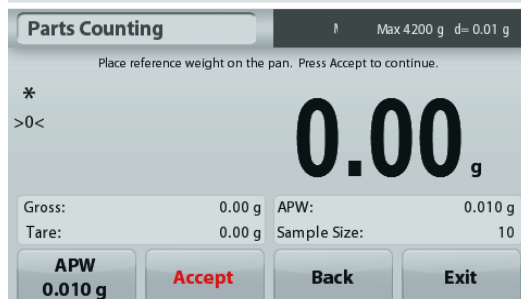 Parts Counting
Max 4200 g d= 0.01 g
Place reference weight on the pan. Press Accept to continue.
*
>0<
0.00 g
Gross: 0.00 g APW: 0.010 g
Tare: 0.00 g Sample Size: 10
APW Accept Back Exit
0.010 g